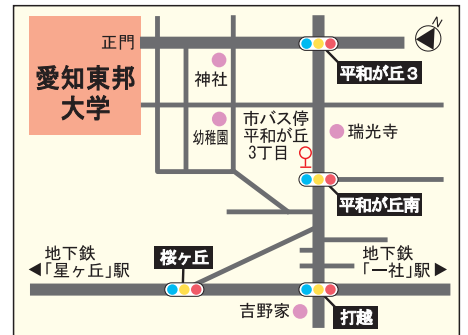 N
正門
平和が丘3
愛知東邦
大学
神社
幼稚園
市バス停
平和が丘
3丁目
瑞光寺
平和が丘南
地下鉄
「星ヶ丘」駅
桜ヶ丘
地下鉄
「一社」駅
吉野家
打越